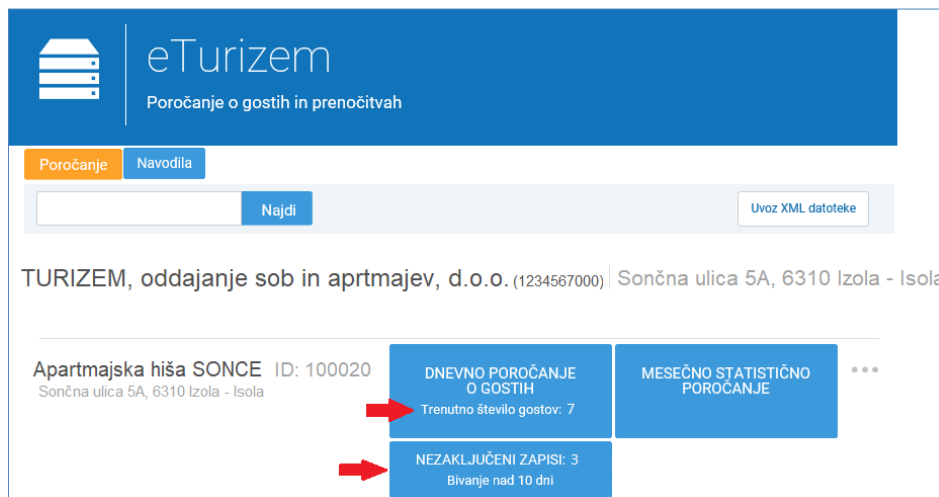 eTurizem
Poročanje o gostih in prenočitvah
Poročanje
Navodila
Najdi
Uvoz XML datoteke
TURIZEM, oddajanje sob in aprtmajev, d.o.o. (1234567000) Sončna ulica 5A, 6310 Izola - Isola
Apartmajska hiša SONCE ID: 100020
Sončna ulica 5A, 6310 Izola - Isola
DNEVNO POROČANJE
O GOSTIH
Trenutno število gostov: 7
MESEČNO STATISTIČNO
POROČANJE
NEZAKLJUČENI ZAPISI: 3
Bivanje nad 10 dni